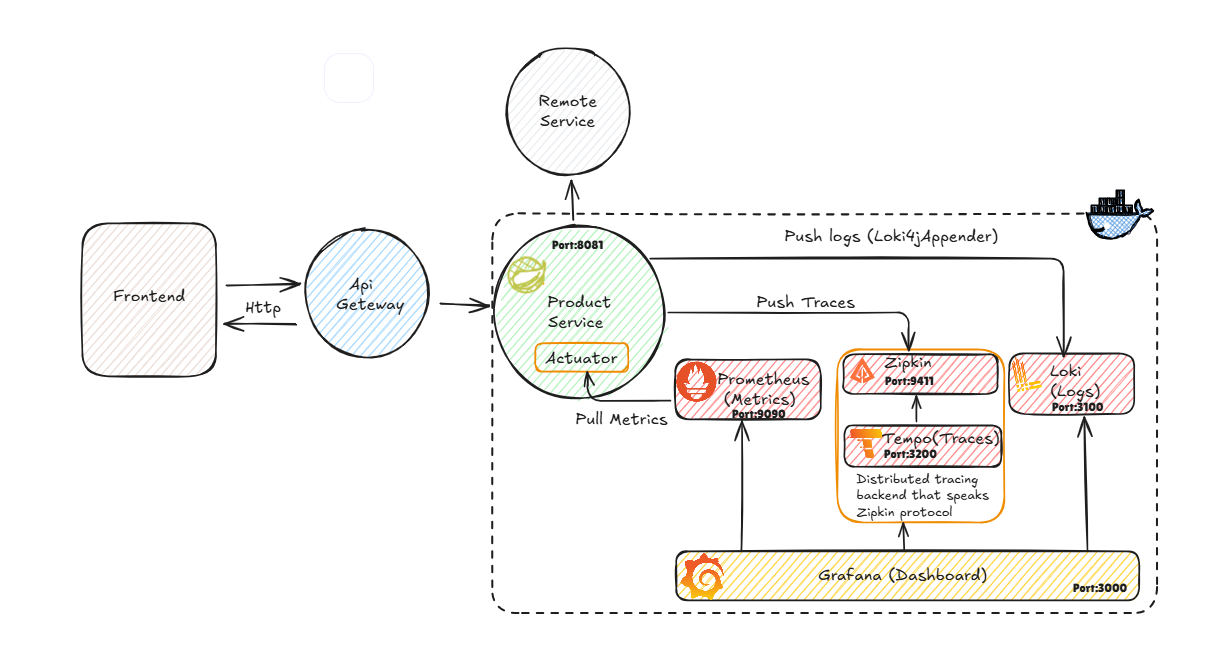 Remote
Service
Port:8081
Push logs (Loki4jAppender)
Frontend
Http
Api
Geteway
Product
Service
Actuator
Push Traces
Pull Metrics
Prometheus
(Metrics)
Port:9090
Zipkin
Port:9411
Tempo(Traces)
Port:3200
Distributed tracing
backend that speaks
Zipkin protocol
Loki
(Logs)
Port:3100
Grafana (Dashboard)
Port:3000